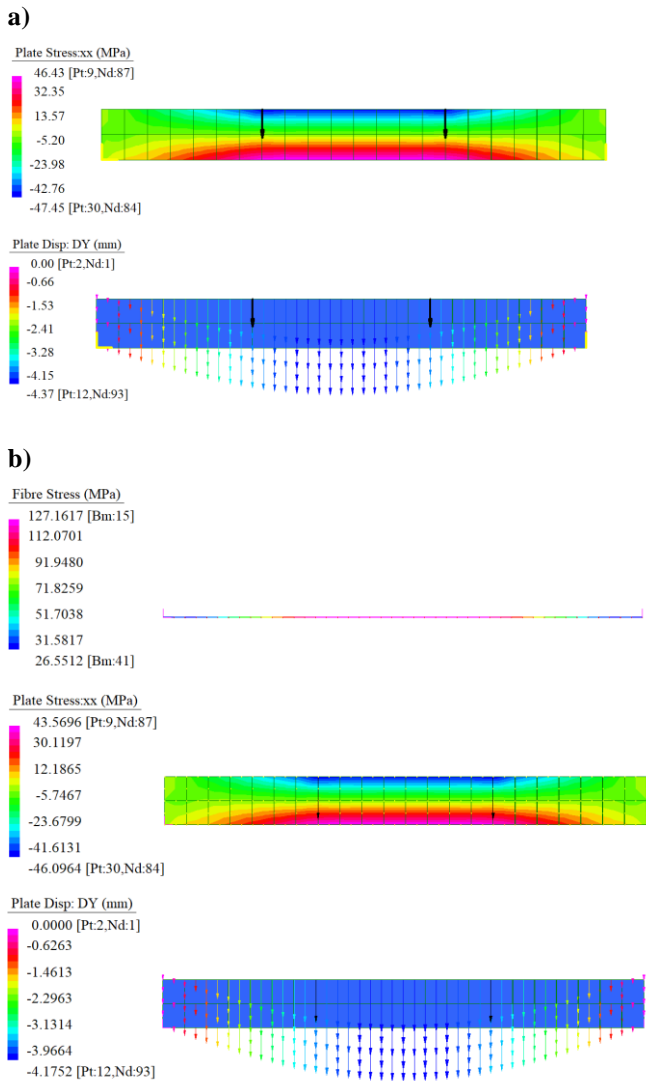 a)
Plate Stress:xx (MPa)
46.43 [Pt:9,Nd:87]
32.35
13.57
-5.20
-23.98
-42.76
-47.45 [Pt:30,Nd:84]
Plate Disp: DY (mm)
0.00 [Pt:2,Nd:1]
-0.66
-1.53
-2.41
-3.28
-4.15
-4.37 [Pt:12,Nd:93]
b)
Fibre Stress (MPa)
127.1617 [Bm:15]
112.0701
91.9480
71.8259
51.7038
31.5817
26.5512 [Bm:41]
Plate Stress:xx (MPa)
43.5696 [Pt:9,Nd:87]
30.1197
12.1865
-5.7467
-23.6799
-41.6131
-46.0964 [Pt:30,Nd:84]
Plate Disp: DY (mm)
0.0000 [Pt:2,Nd:1]
-0.6263
-1.4613
-2.2963
-3.1314
-3.9664
-4.1752 [Pt:12,Nd:93]